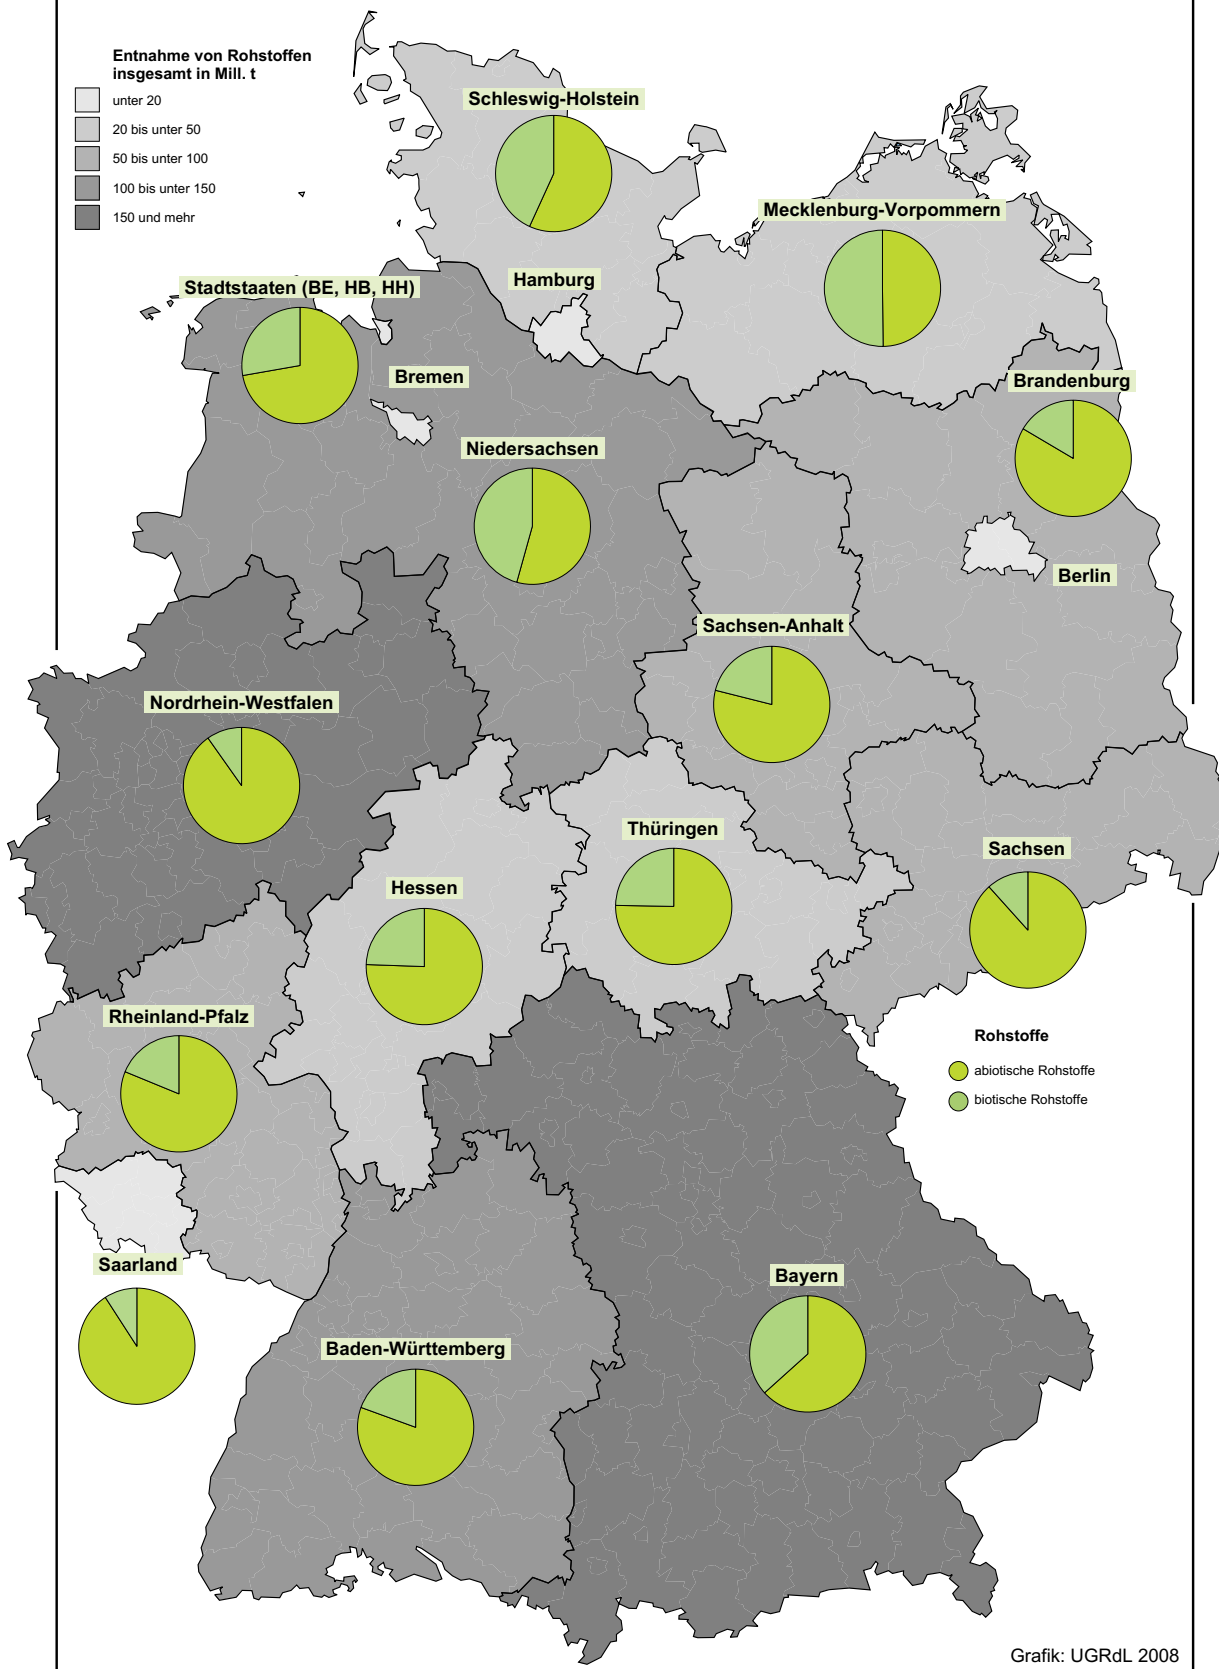 Entnahme von Rohstoffen
insgesamt in Mill. t
unter 20
20 bis unter 50
50 bis unter 100
100 bis unter 150
150 und mehr
Schleswig-Holstein
Mecklenburg-Vorpommern
Hamburg
Stadtstaaten (BE, HB, HH)
Bremen
Brandenburg
Niedersachsen
Berlin
Sachsen-Anhalt
Nordrhein-Westfalen
Thüringen
Sachsen
Hessen
Rheinland-Pfalz
Rohstoffe
abiotische Rohstoffe
biotische Rohstoffe
Saarland
Bayern
Baden-Württemberg
Grafik: UGRdL 2008